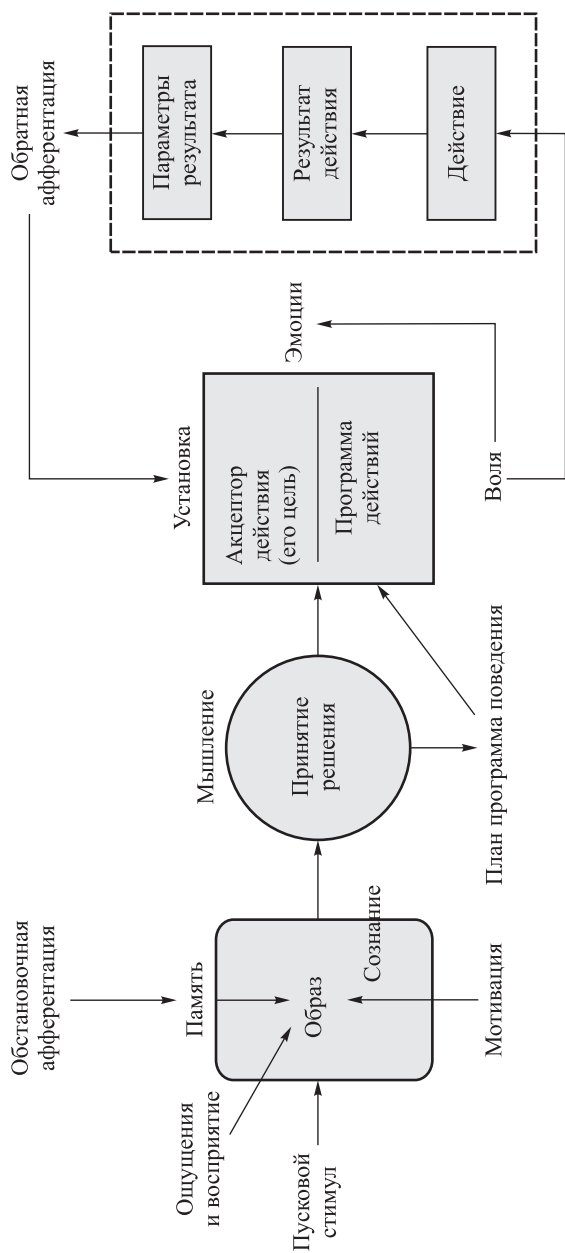 Обстановочная
афферентация
Ощущения
и восприятие
Пусковой
стимул
Память
Образ
Сознание
Мотивация
Мышление
Принятие
решения
План программа поведения
Установка
Акцептор
действия
(его цель)
Программа
действий
Эмоции
Воля
Обратная
афферентация
Параметры
результата
Результат
действия
Действие